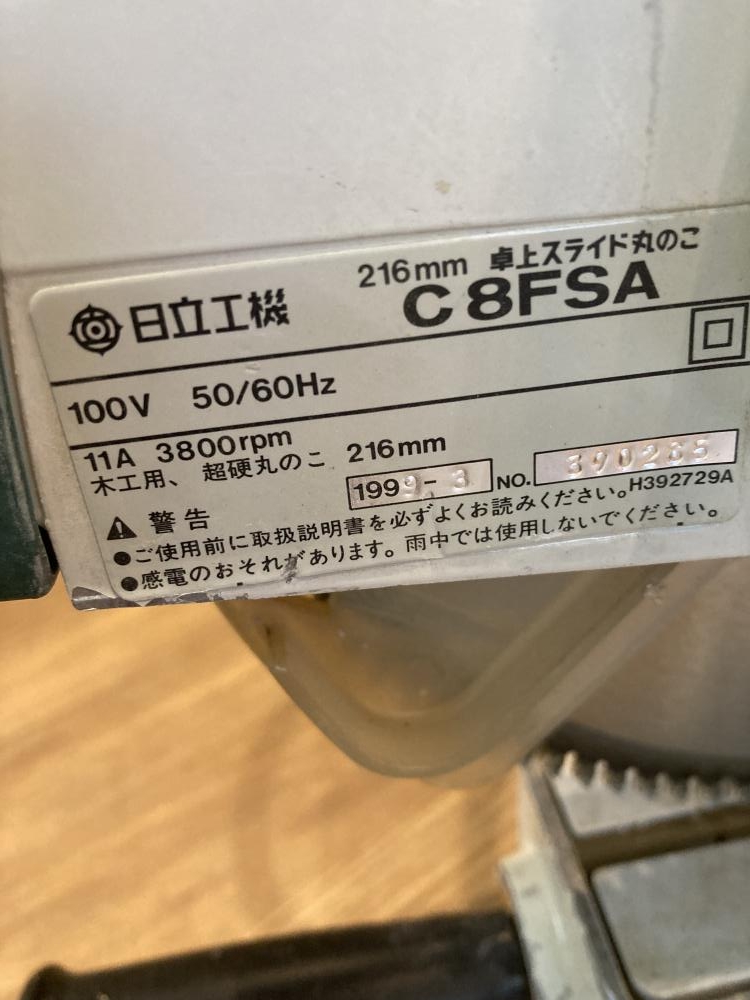 216mm 卓上スライド丸のこ
日立工機 C8FSA
100V 50/60Hz
11A 3800rpm 216mm
木工用、超硬丸のこ
1999-3 NO. 390285
H392729A
警告
●ご使用前に取扱説明書を必ずよくお読みください。
●感電のおそれがあります。雨中では使用しないでください。